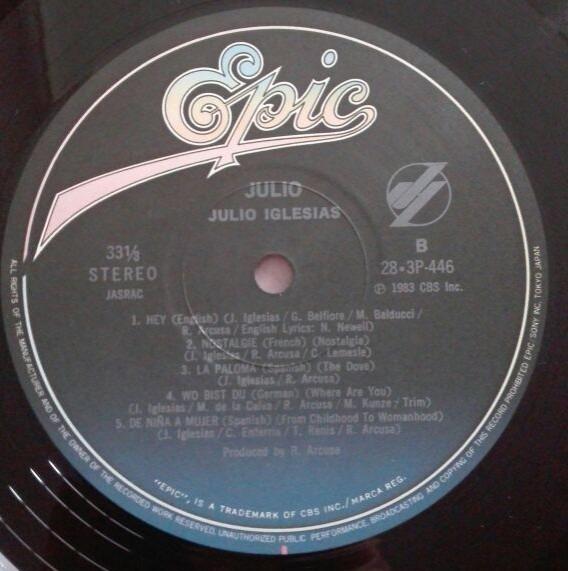 Epic
JULIO
JULIO IGLESIAS
33⅓
STEREO
JASRAC
B
28・3P-446
Ⓟ 1983 CBS Inc.
1. HEY (English) (J. Iglesias / G. Belfiore / M. Balducci /
R. Arcusa / English Lyrics: N. Newell)
2. NOSTALGIE (French) (Nostalgia)
(J. Iglesias / R. Arcusa / C. Lemesle)
3. LA PALOMA (Spanish) (The Dove)
(J. Iglesias / R. Arcusa)
4. WO BIST DU (German) (Where Are You)
(J. Iglesias / M. de la Calva / R. Arcusa / M. Kunze / Trim)
5. DE NIÑA A MUJER (Spanish) (From Childhood To Womanhood)
(J. Iglesias / C. Enterria / T. Renis / R. Arcusa)
Produced by R. Arcusa
"EPIC", IS A TRADEMARK OF CBS INC./MARCA REG.
ALL RIGHTS OF THE MANUFACTURER AND OF THE OWNER OF THE RECORDED WORK RESERVED. UNAUTHORIZED PUBLIC PERFORMANCE, BROADCASTING AND COPYING OF THIS RECORD PROHIBITED EPIC・SONY INC, TOKYO JAPAN